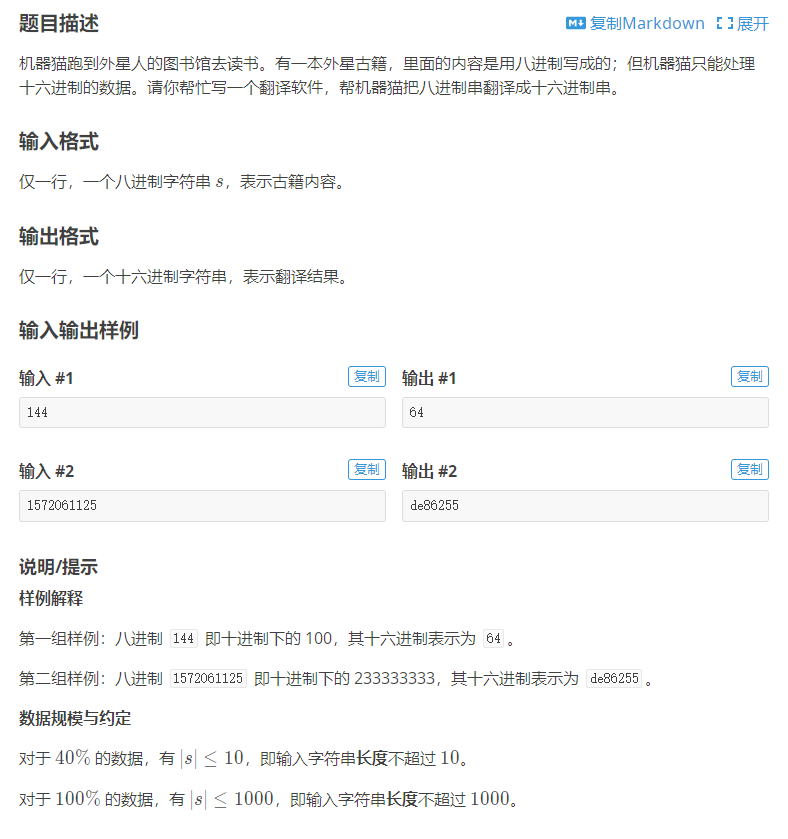 题目描述 复制Markdown 展开
机器猫跑到外星人的图书馆去读书。有一本外星古籍，里面的内容是用八进制写成的；但机器猫只能处理
十六进制的数据。请你帮忙写一个翻译软件，帮机器猫把八进制串翻译成十六进制串。
输入格式
仅一行，一个八进制字符串 s，表示古籍内容。
输出格式
仅一行，一个十六进制字符串，表示翻译结果。
输入输出样例
输入 #1 复制 输出 #1 复制
144 64
输入 #2 复制 输出 #2 复制
1572061125 de86255
说明/提示
样例解释
第一组样例：八进制 144 即十进制下的 100，其十六进制表示为 64 。
第二组样例：八进制 1572061125 即十进制下的 233333333，其十六进制表示为 de86255 。
数据规模与约定
对于 40% 的数据，有 |s| ≤ 10，即输入字符串长度不超过 10。
对于 100% 的数据，有 |s| ≤ 1000，即输入字符串长度不超过 1000。